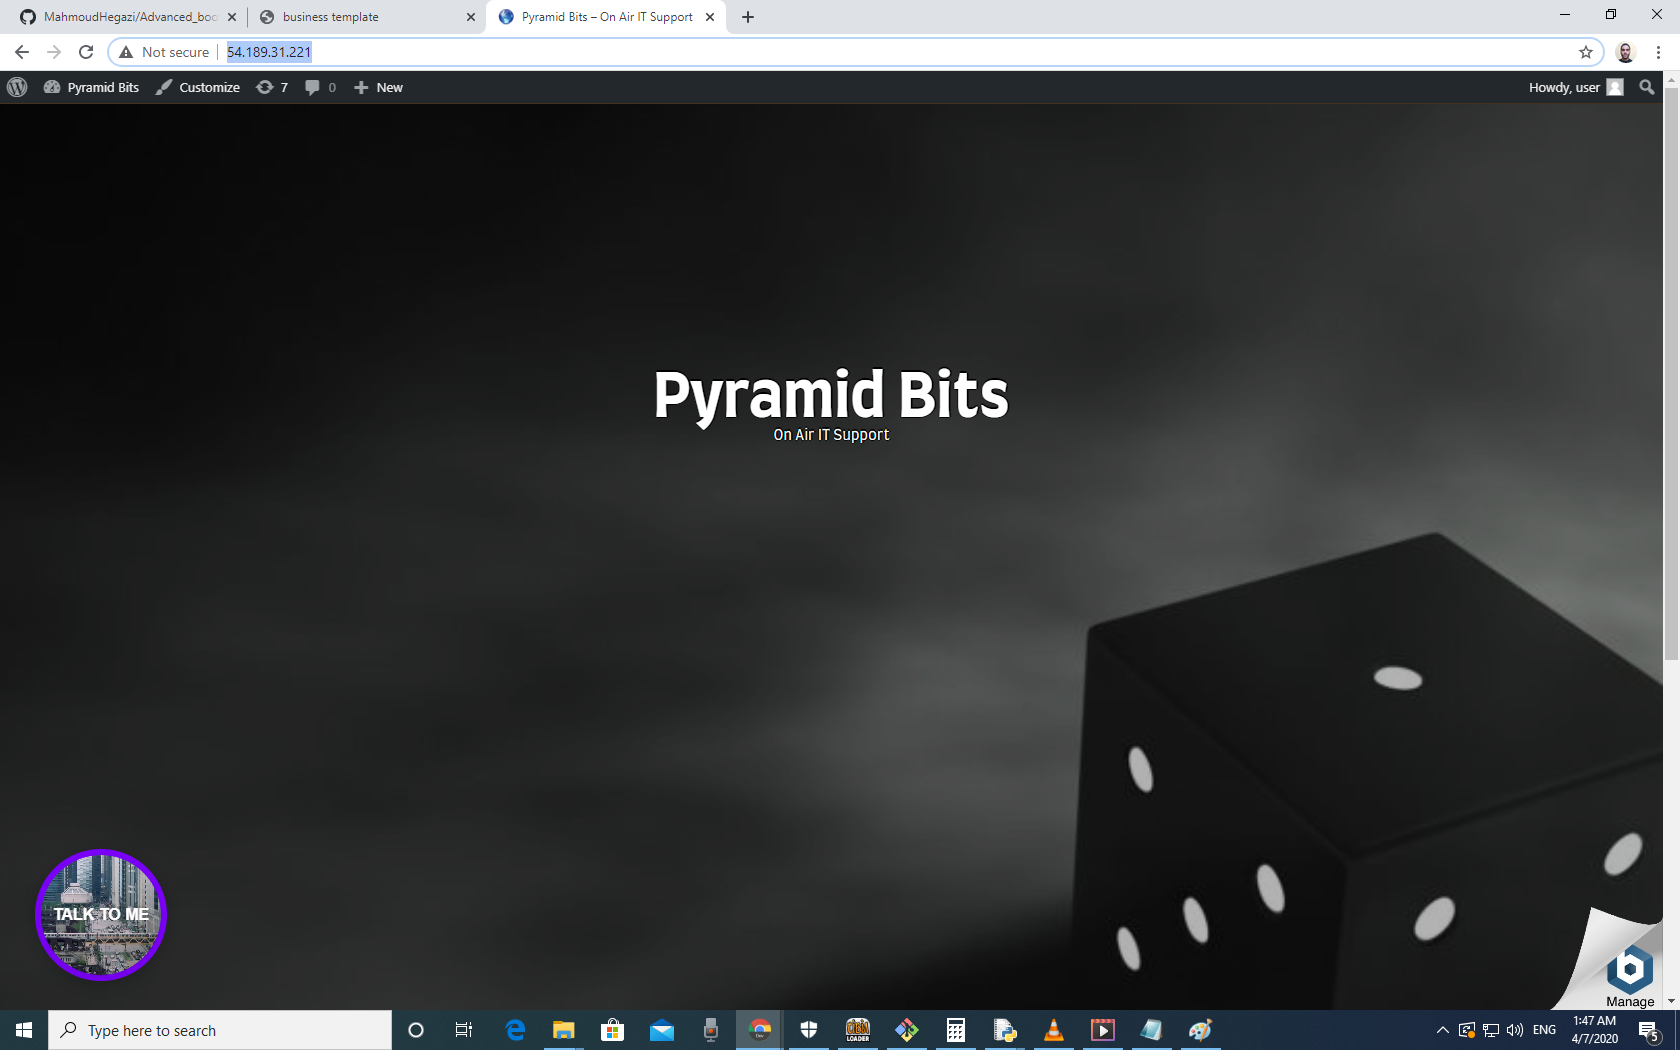 MahmoudHegazi/Advanced_boo
business template
Pyramid Bits – On Air IT Support
Not secure
54.189.31.221
Pyramid Bits
Customize
7
0
New
Howdy, user
Pyramid Bits
On Air IT Support
TALK TO ME
b
Manage
Type here to search
LOADER
ENG
1:47 AM
4/7/2020
5